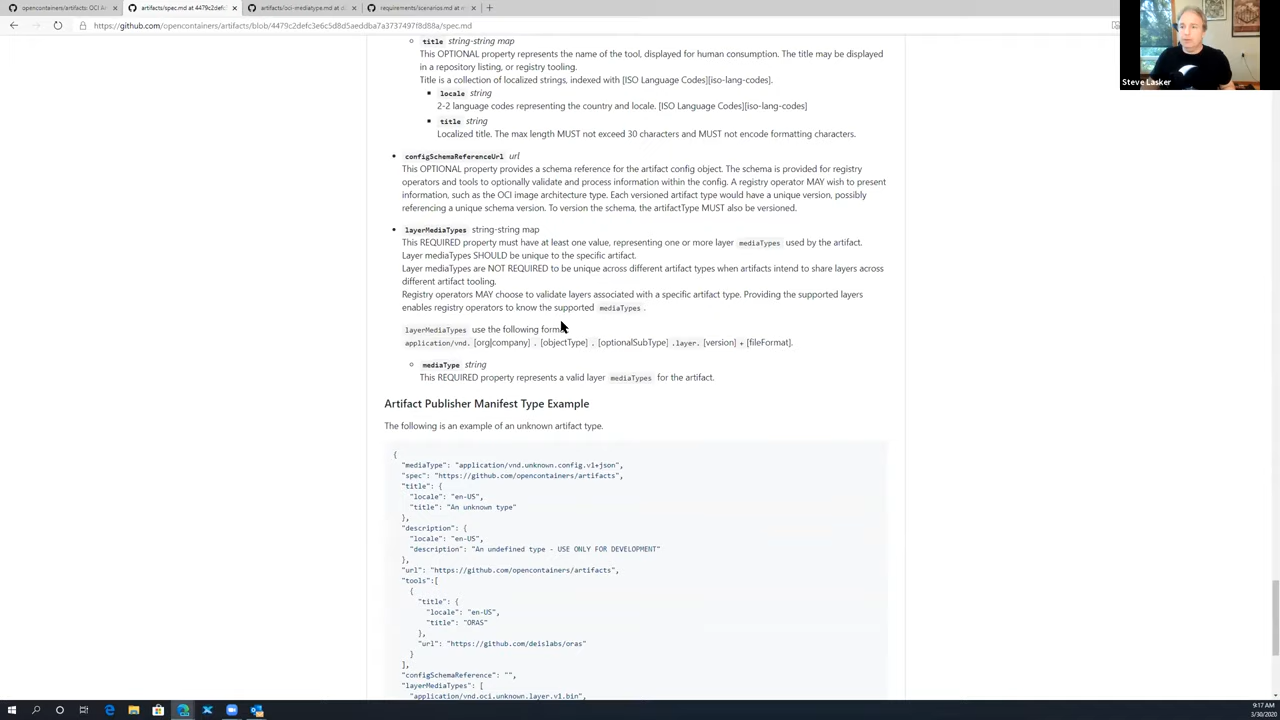 opencontainers/artifacts: OCI A
artifacts/spec.md at 4479c2defc
artifacts/oci-mediatype.md at d
requirements/scenarios.md at m
https://github.com/opencontainers/artifacts/blob/4479c2defc3e6c5d8d5aeddba7a3737497f8d88a/spec.md
Steve Lasker
title string-string map
This OPTIONAL property represents the name of the tool, displayed for human consumption. The title may be displayed
in a repository listing, or registry tooling.
Title is a collection of localized strings, indexed with [ISO Language Codes][iso-lang-codes].
locale string
2-2 language codes representing the country and locale. [ISO Language Codes][iso-lang-codes]
title string
Localized title. The max length MUST not exceed 30 characters and MUST not encode formatting characters.
configSchemaReferenceUrl url
This OPTIONAL property provides a schema reference for the artifact config object. The schema is provided for registry
operators and tools to optionally validate and process information within the config. A registry operator MAY wish to present
information, such as the OCI image architecture type. Each versioned artifact type would have a unique version, possibly
referencing a unique schema version. To version the schema, the artifactType MUST also be versioned.
layerMediaTypes string-string map
This REQUIRED property must have at least one value, representing one or more layer mediaTypes used by the artifact.
Layer mediaTypes SHOULD be unique to the specific artifact.
Layer mediaTypes are NOT REQUIRED to be unique across different artifact types when artifacts intend to share layers across
different artifact tooling.
Registry operators MAY choose to validate layers associated with a specific artifact type. Providing the supported layers
enables registry operators to know the supported mediaTypes .
layerMediaTypes use the following form
application/vnd. [org|company] . [objectType] . [optionalSubType] .layer. [version] + [fileFormat].
mediaType string
This REQUIRED property represents a valid layer mediaTypes for the artifact.
Artifact Publisher Manifest Type Example
The following is an example of an unknown artifact type.
{
"mediaType": "application/vnd.unknown.config.v1+json",
"spec": "https://github.com/opencontainers/artifacts",
"title": {
"locale": "en-US",
"title": "An unknown type"
},
"description": {
"locale": "en-US",
"description": "An undefined type - USE ONLY FOR DEVELOPMENT"
},
"url": "https://github.com/opencontainers/artifacts",
"tools":[
{
"title": {
"locale": "en-US",
"title": "ORAS"
},
"url": "https://github.com/deislabs/oras"
}
],
"configSchemaReference": "",
"layerMediaTypes": [
"application/vnd.oci.unknown.layer.v1.bin",
9:17 AM
3/30/2020